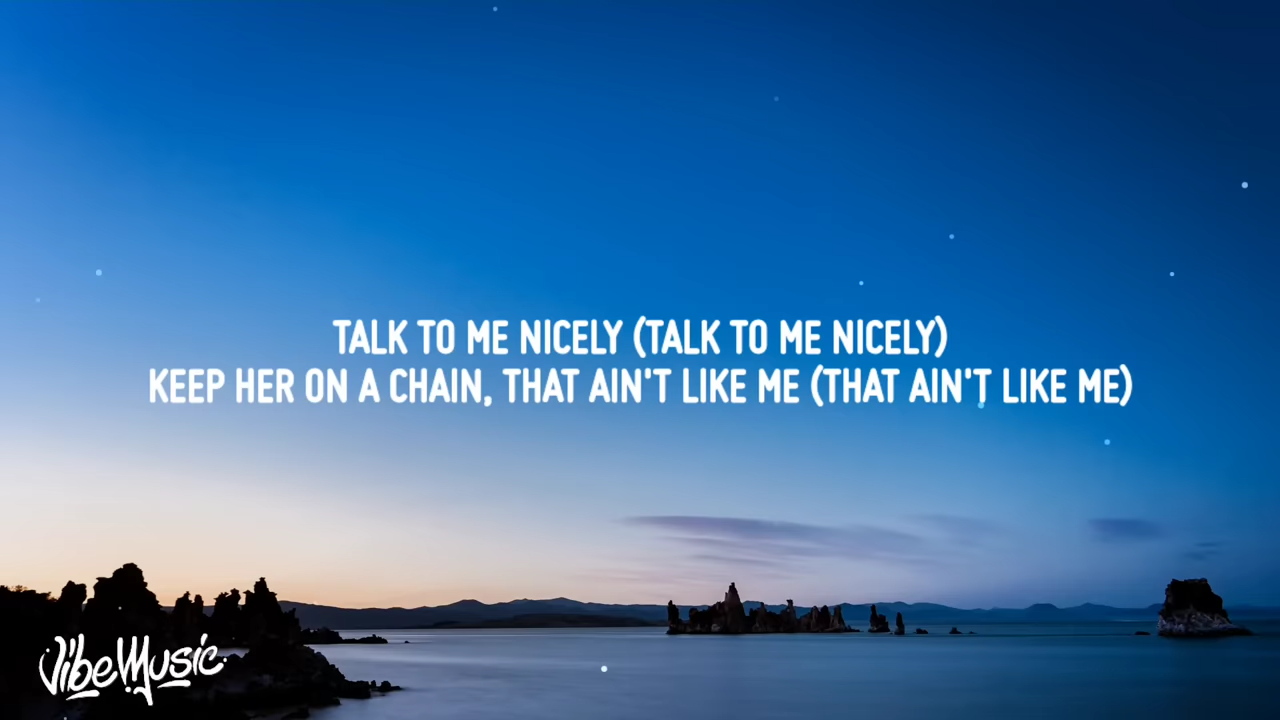 TALK TO ME NICELY (TALK TO ME NICELY)
KEEP HER ON A CHAIN, THAT AIN'T LIKE ME (THAT AIN'T LIKE ME)
VibeMusic